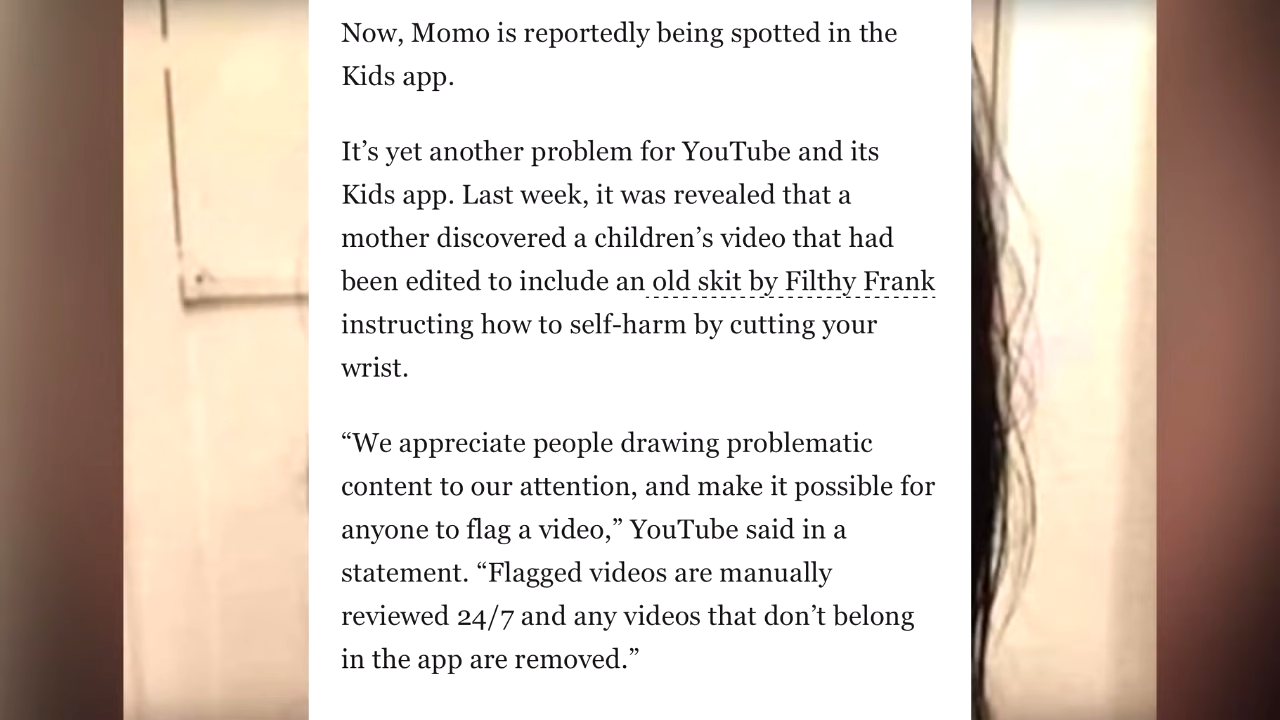 Now, Momo is reportedly being spotted in the
Kids app.
It’s yet another problem for YouTube and its
Kids app. Last week, it was revealed that a
mother discovered a children’s video that had
been edited to include an old skit by Filthy Frank
instructing how to self-harm by cutting your
wrist.
“We appreciate people drawing problematic
content to our attention, and make it possible for
anyone to flag a video,” YouTube said in a
statement. “Flagged videos are manually
reviewed 24/7 and any videos that don’t belong
in the app are removed.”